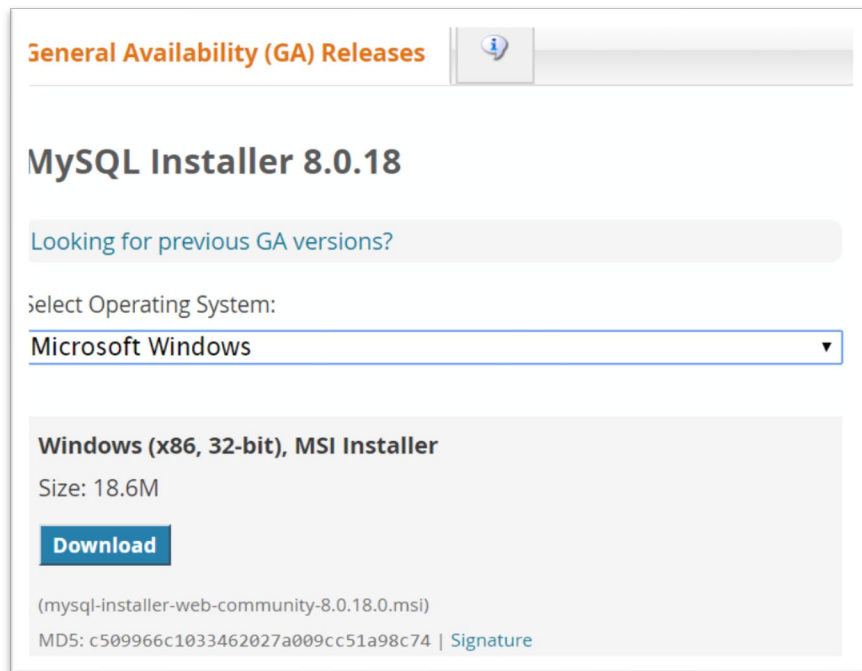 General Availability (GA) Releases
MySQL Installer 8.0.18
Looking for previous GA versions?
Select Operating System:
Microsoft Windows
Windows (x86, 32-bit), MSI Installer
Size: 18.6M
Download
(mysql-installer-web-community-8.0.18.0.msi)
MD5: c509966c1033462027a009cc51a98c74 | Signature